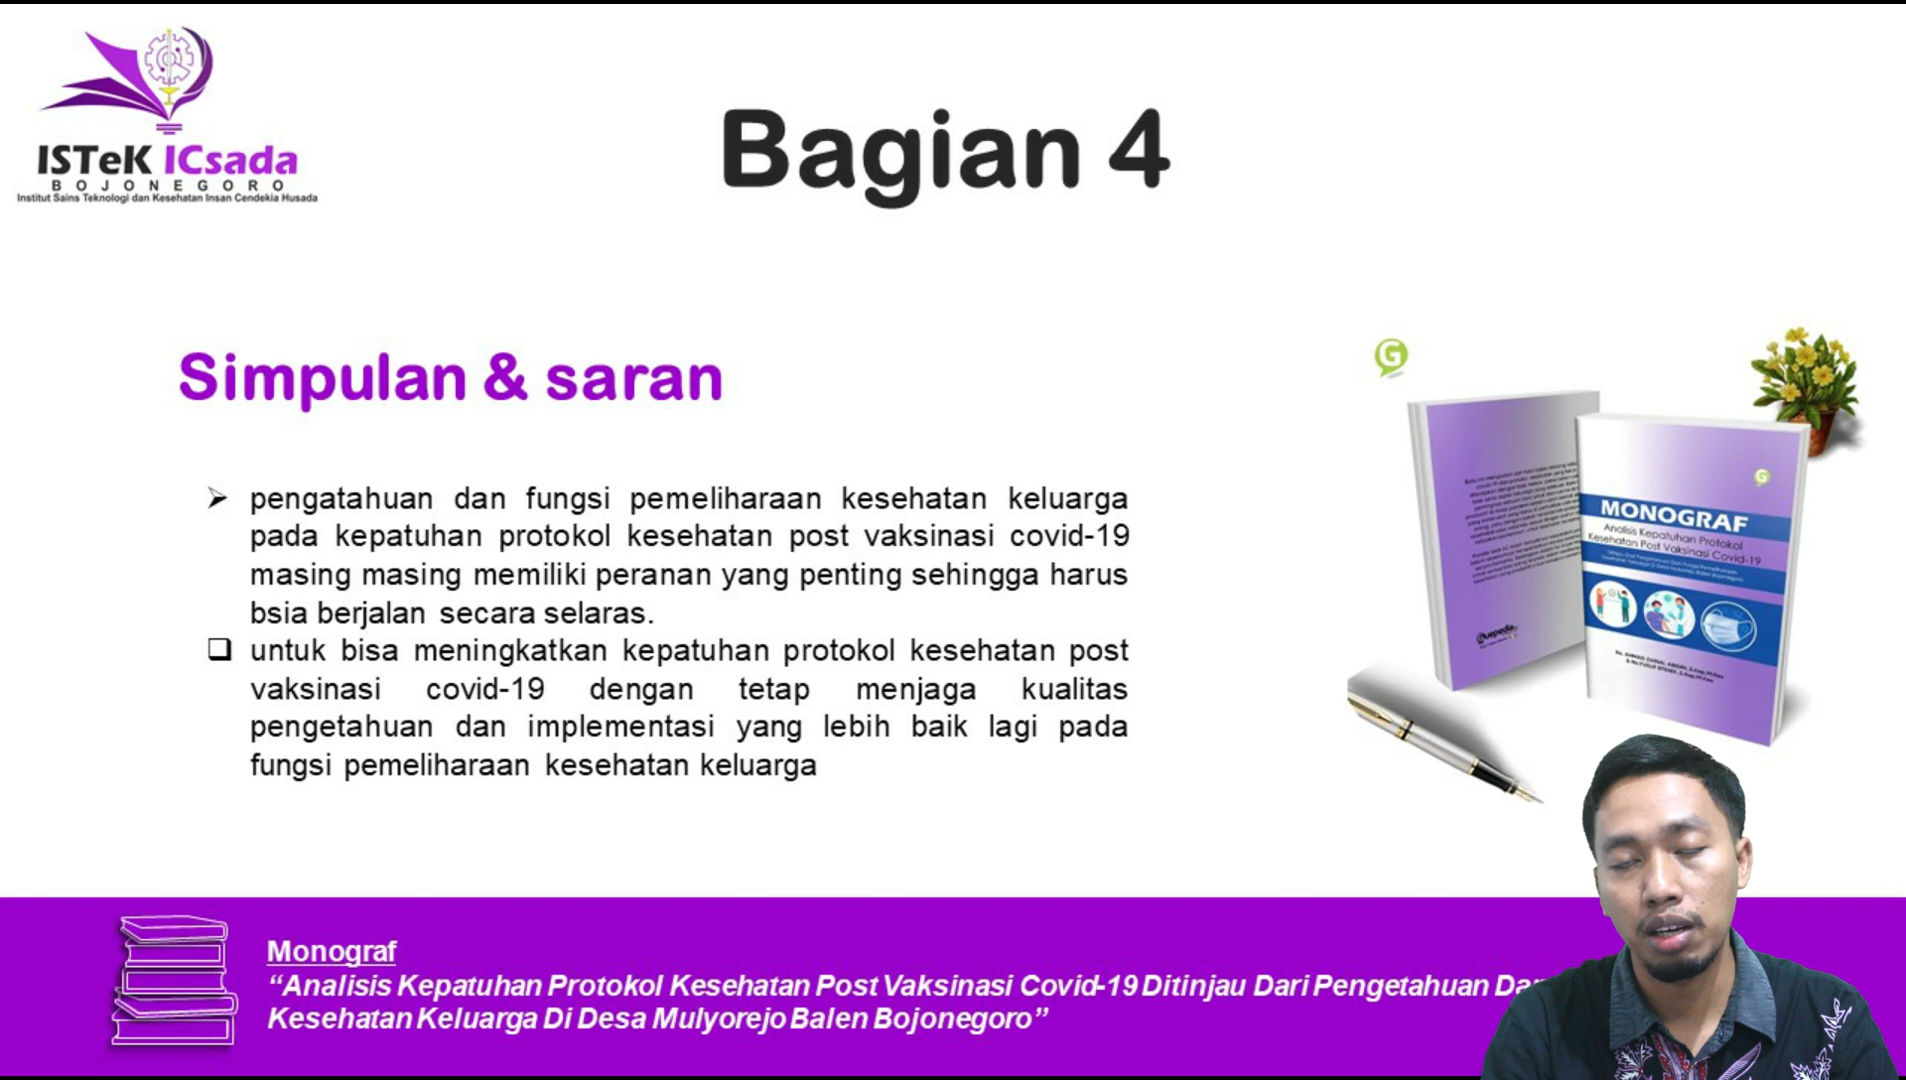 ISTeK ICsada
BOJONEGORO
Institut Sains Teknologi dan Kesehatan Insan Cendekia Husada
Bagian 4
Simpulan & saran
pengatahuan dan fungsi pemeliharaan kesehatan keluarga
pada kepatuhan protokol kesehatan post vaksinasi covid-19
masing masing memiliki peranan yang penting sehingga harus
bsia berjalan secara selaras.
untuk bisa meningkatkan kepatuhan protokol kesehatan post
vaksinasi covid-19 dengan tetap menjaga kualitas
pengetahuan dan implementasi yang lebih baik lagi pada
fungsi pemeliharaan kesehatan keluarga
G
G
MONOGRAF
Analisis Kepatuhan Protokol
Kesehatan Post Vaksinasi Covid-19
Guepedia
Monograf
“Analisis Kepatuhan Protokol Kesehatan Post Vaksinasi Covid-19 Ditinjau Dari Pengetahuan
Kesehatan Keluarga Di Desa Mulyorejo Balen Bojonegoro”